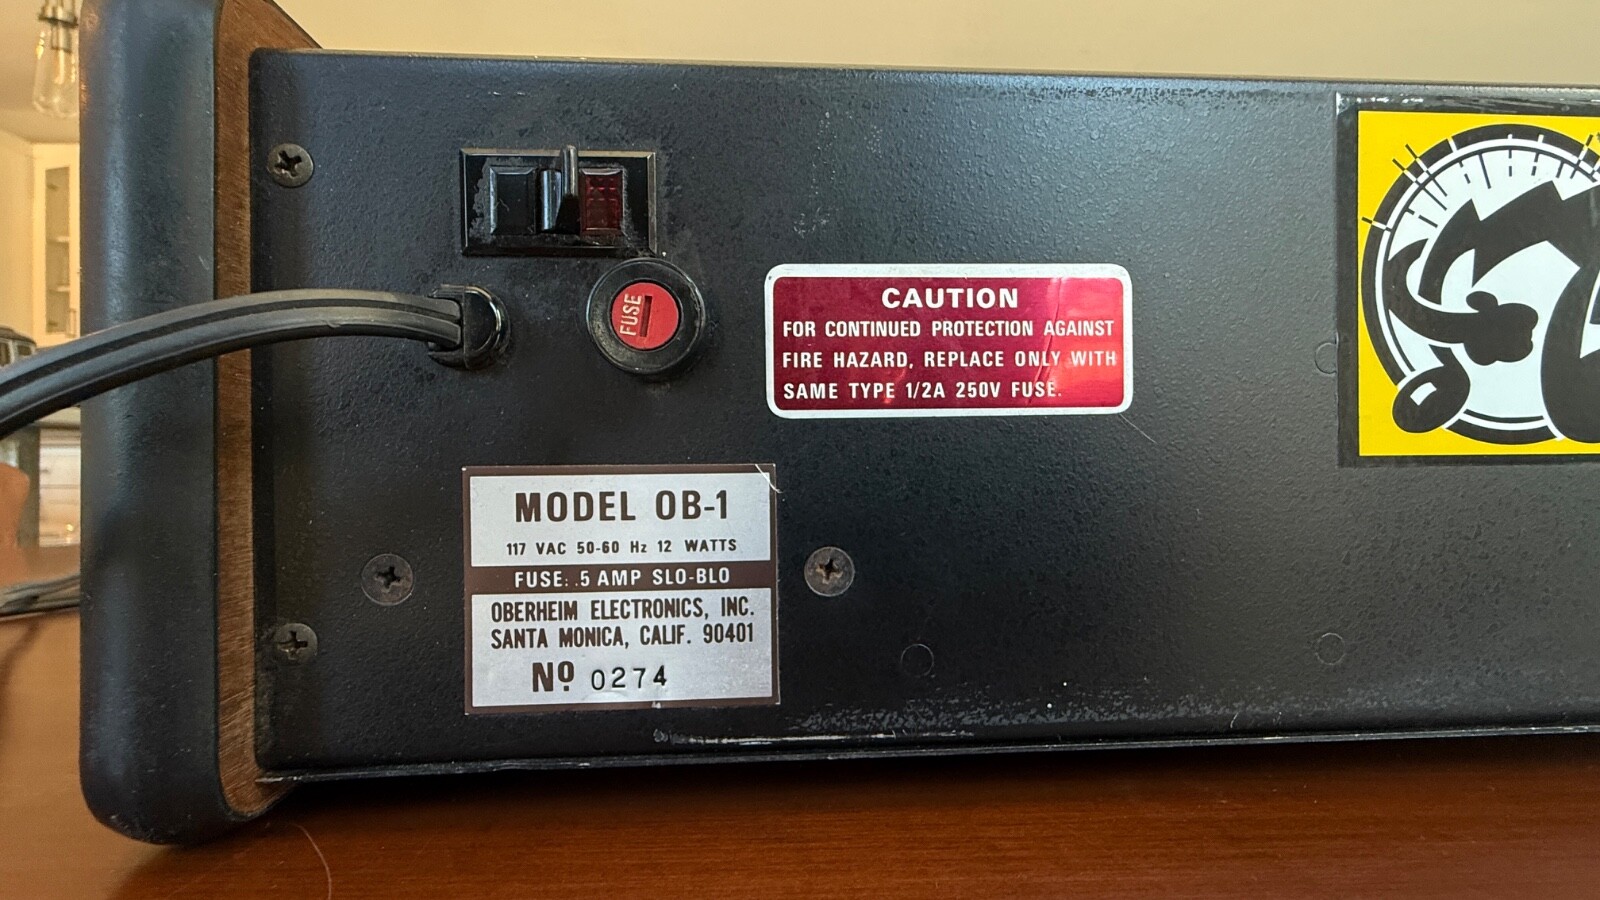 FUSE
CAUTION
FOR CONTINUED PROTECTION AGAINST
FIRE HAZARD, REPLACE ONLY WITH
SAME TYPE 1/2A 250V FUSE.
MODEL OB-1
117 VAC 50-60 Hz 12 WATTS
FUSE: .5 AMP SLO-BLO
OBERHEIM ELECTRONICS, INC.
SANTA MONICA, CALIF. 90401
Nº 0274